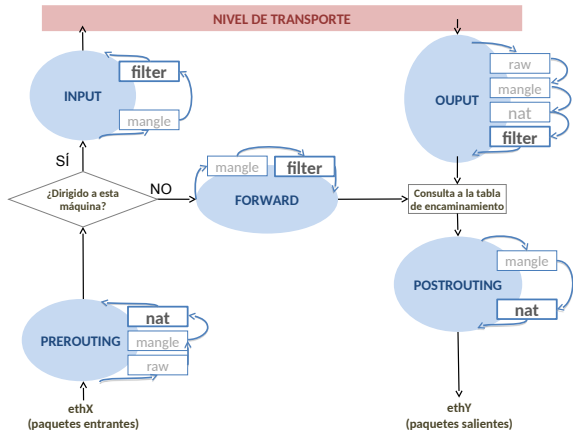 NIVEL DE TRANSPORTE
INPUT
filter
mangle
OUPUT
raw
mangle
nat
filter
SÍ
¿Dirigido a esta
máquina?
NO
mangle
filter
FORWARD
Consulta a la tabla
de encaminamiento
POSTROUTING
mangle
nat
PREROUTING
nat
mangle
raw
ethX
(paquetes entrantes)
ethY
(paquetes salientes)